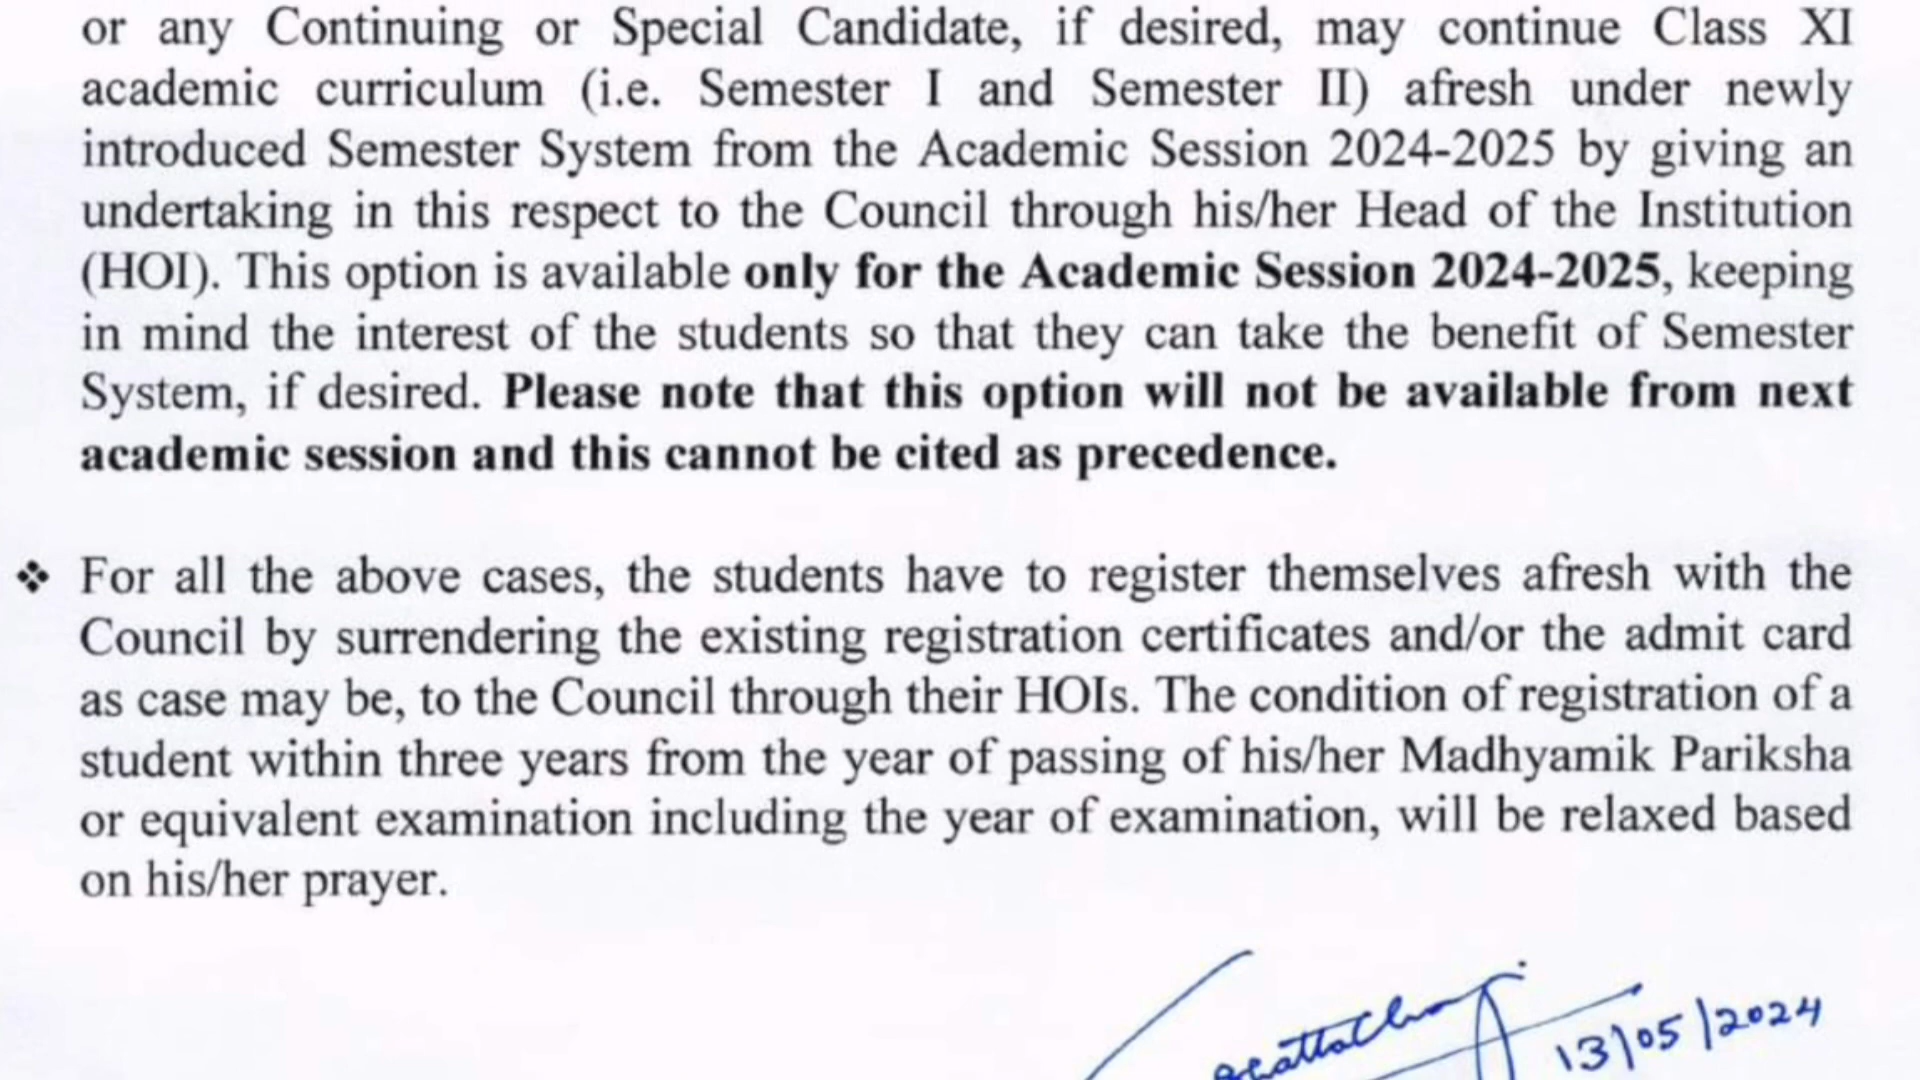 or any Continuing or Special Candidate, if desired, may continue Class XI
academic curriculum (i.e. Semester I and Semester II) afresh under newly
introduced Semester System from the Academic Session 2024-2025 by giving an
undertaking in this respect to the Council through his/her Head of the Institution
(HOI). This option is available only for the Academic Session 2024-2025, keeping
in mind the interest of the students so that they can take the benefit of Semester
System, if desired. Please note that this option will not be available from next
academic session and this cannot be cited as precedence.
❖ For all the above cases, the students have to register themselves afresh with the
Council by surrendering the existing registration certificates and/or the admit card
as case may be, to the Council through their HOIs. The condition of registration of a
student within three years from the year of passing of his/her Madhyamik Pariksha
or equivalent examination including the year of examination, will be relaxed based
on his/her prayer.
13/05/2024